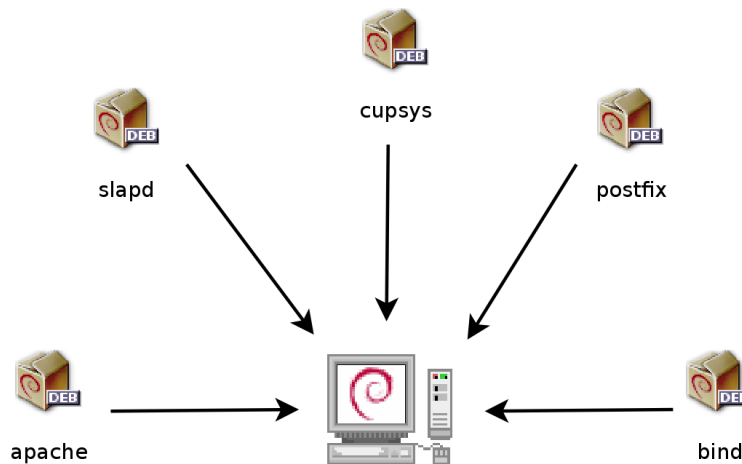 DEB
cupsys
DEB
slapd
DEB
postfix
DEB
apache
DEB
bind